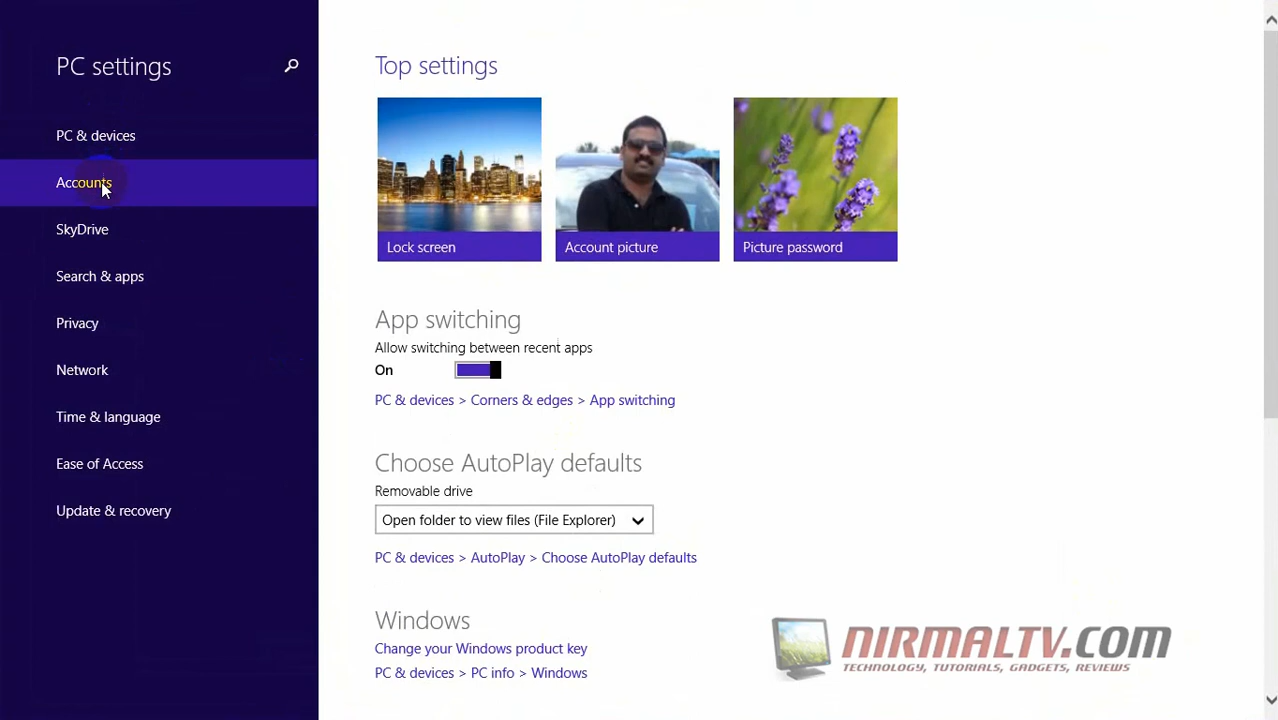 PC settings
PC & devices
Accounts
SkyDrive
Search & apps
Privacy
Network
Time & language
Ease of Access
Update & recovery
Top settings
Lock screen
Account picture
Picture password
App switching
Allow switching between recent apps
On
PC & devices > Corners & edges > App switching
Choose AutoPlay defaults
Removable drive
Open folder to view files (File Explorer)
PC & devices > AutoPlay > Choose AutoPlay defaults
Windows
Change your Windows product key
PC & devices > PC info > Windows
NIRMALTV.COM
TECHNOLOGY, TUTORIALS, GADGETS, REVIEWS